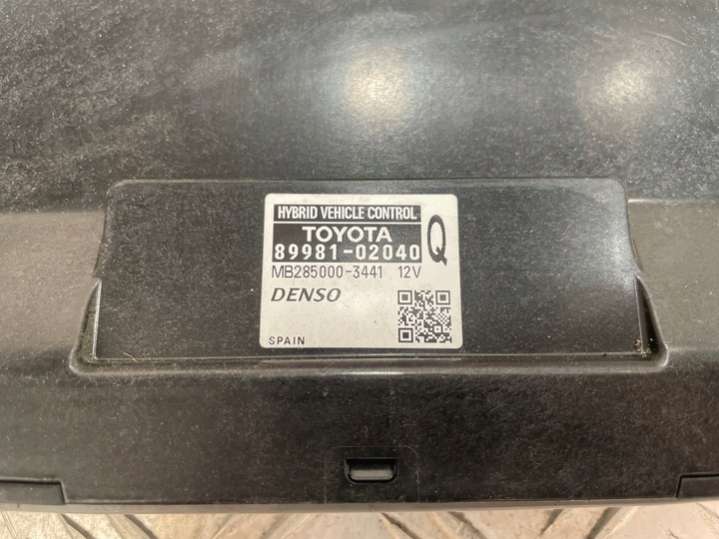 HYBRID VEHICLE CONTROL
TOYOTA
89981-02040 Q
MB285000-3441 12V
DENSO
SPAIN